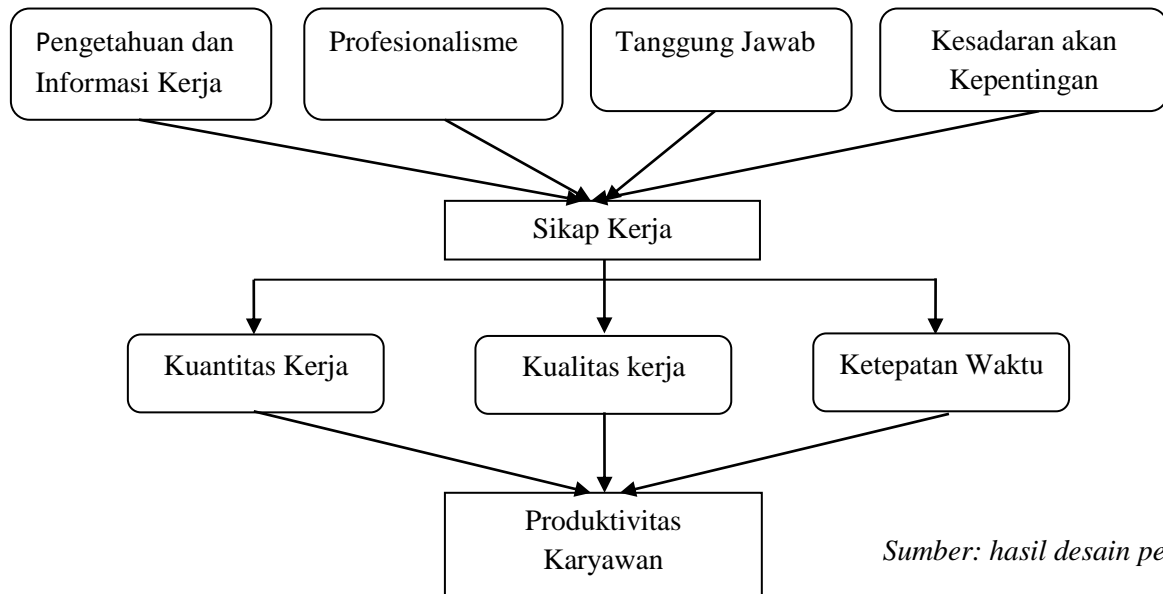 Pengetahuan dan
Informasi Kerja
Profesionalisme
Tanggung Jawab
Kesadaran akan
Kepentingan
Sikap Kerja
Kuantitas Kerja
Kualitas kerja
Ketepatan Waktu
Produktivitas
Karyawan
Sumber: hasil desain pe